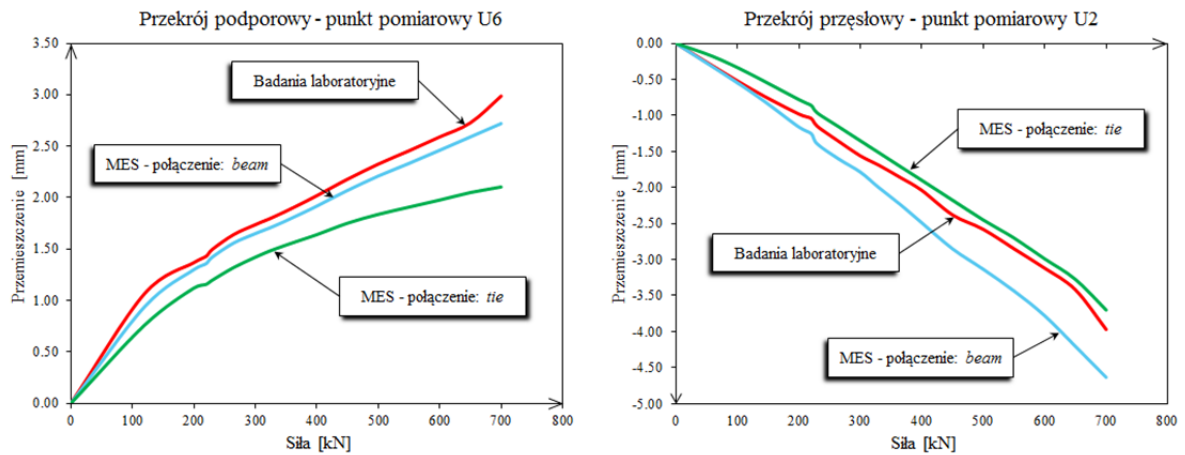 Przekrój podporowy - punkt pomiarowy U6
3.50
3.00
2.50
2.00
1.50
1.00
0.50
0.00
0 100 200 300 400 500 600 700 800
Przemieszczenie [mm]
Siła [kN]
Badania laboratoryjne
MES - połączenie: beam
MES - połączenie: tie
Przekrój przęsłowy - punkt pomiarowy U2
0.00
-0.50
-1.00
-1.50
-2.00
-2.50
-3.00
-3.50
-4.00
-4.50
-5.00
0 100 200 300 400 500 600 700 800
Przemieszczenie [mm]
Siła [kN]
MES - połączenie: tie
Badania laboratoryjne
MES - połączenie: beam